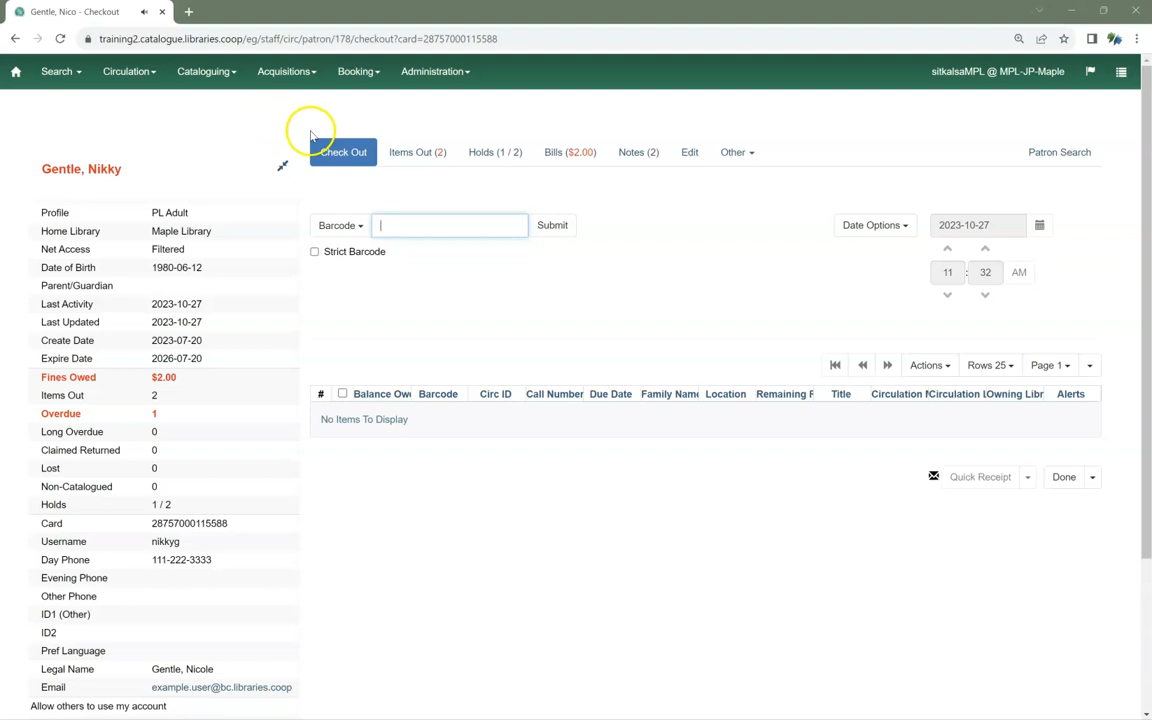 Gentle, Nico - Checkout
training2.catalogue.libraries.coop/eg/staff/circ/patron/178/checkout?card=28757000115588
Search Circulation Cataloguing Acquisitions Booking Administration sitkalsaMPL @ MPL-JP-Maple
Check Out Items Out (2) Holds (1 / 2) Bills ($2.00) Notes (2) Edit Other Patron Search
Gentle, Nikky
Profile PL Adult
Home Library Maple Library
Net Access Filtered
Date of Birth 1980-06-12
Parent/Guardian
Last Activity 2023-10-27
Last Updated 2023-10-27
Create Date 2023-07-20
Expire Date 2026-07-20
Fines Owed $2.00
Items Out 2
Overdue 1
Long Overdue 0
Claimed Returned 0
Lost 0
Non-Catalogued 0
Holds 1 / 2
Card 28757000115588
Username nikkyg
Day Phone 111-222-3333
Evening Phone
Other Phone
ID1 (Other)
ID2
Pref Language
Legal Name Gentle, Nicole
Email example.user@bc.libraries.coop
Allow others to use my account
Barcode Submit Date Options 2023-10-27
Strict Barcode
11 : 32 AM
Actions Rows 25 Page 1
# Balance Owe Barcode Circ ID Call Number Due Date Family Name Location Remaining F Title Circulation Circulation Owning Libr Alerts
No Items To Display
Quick Receipt Done